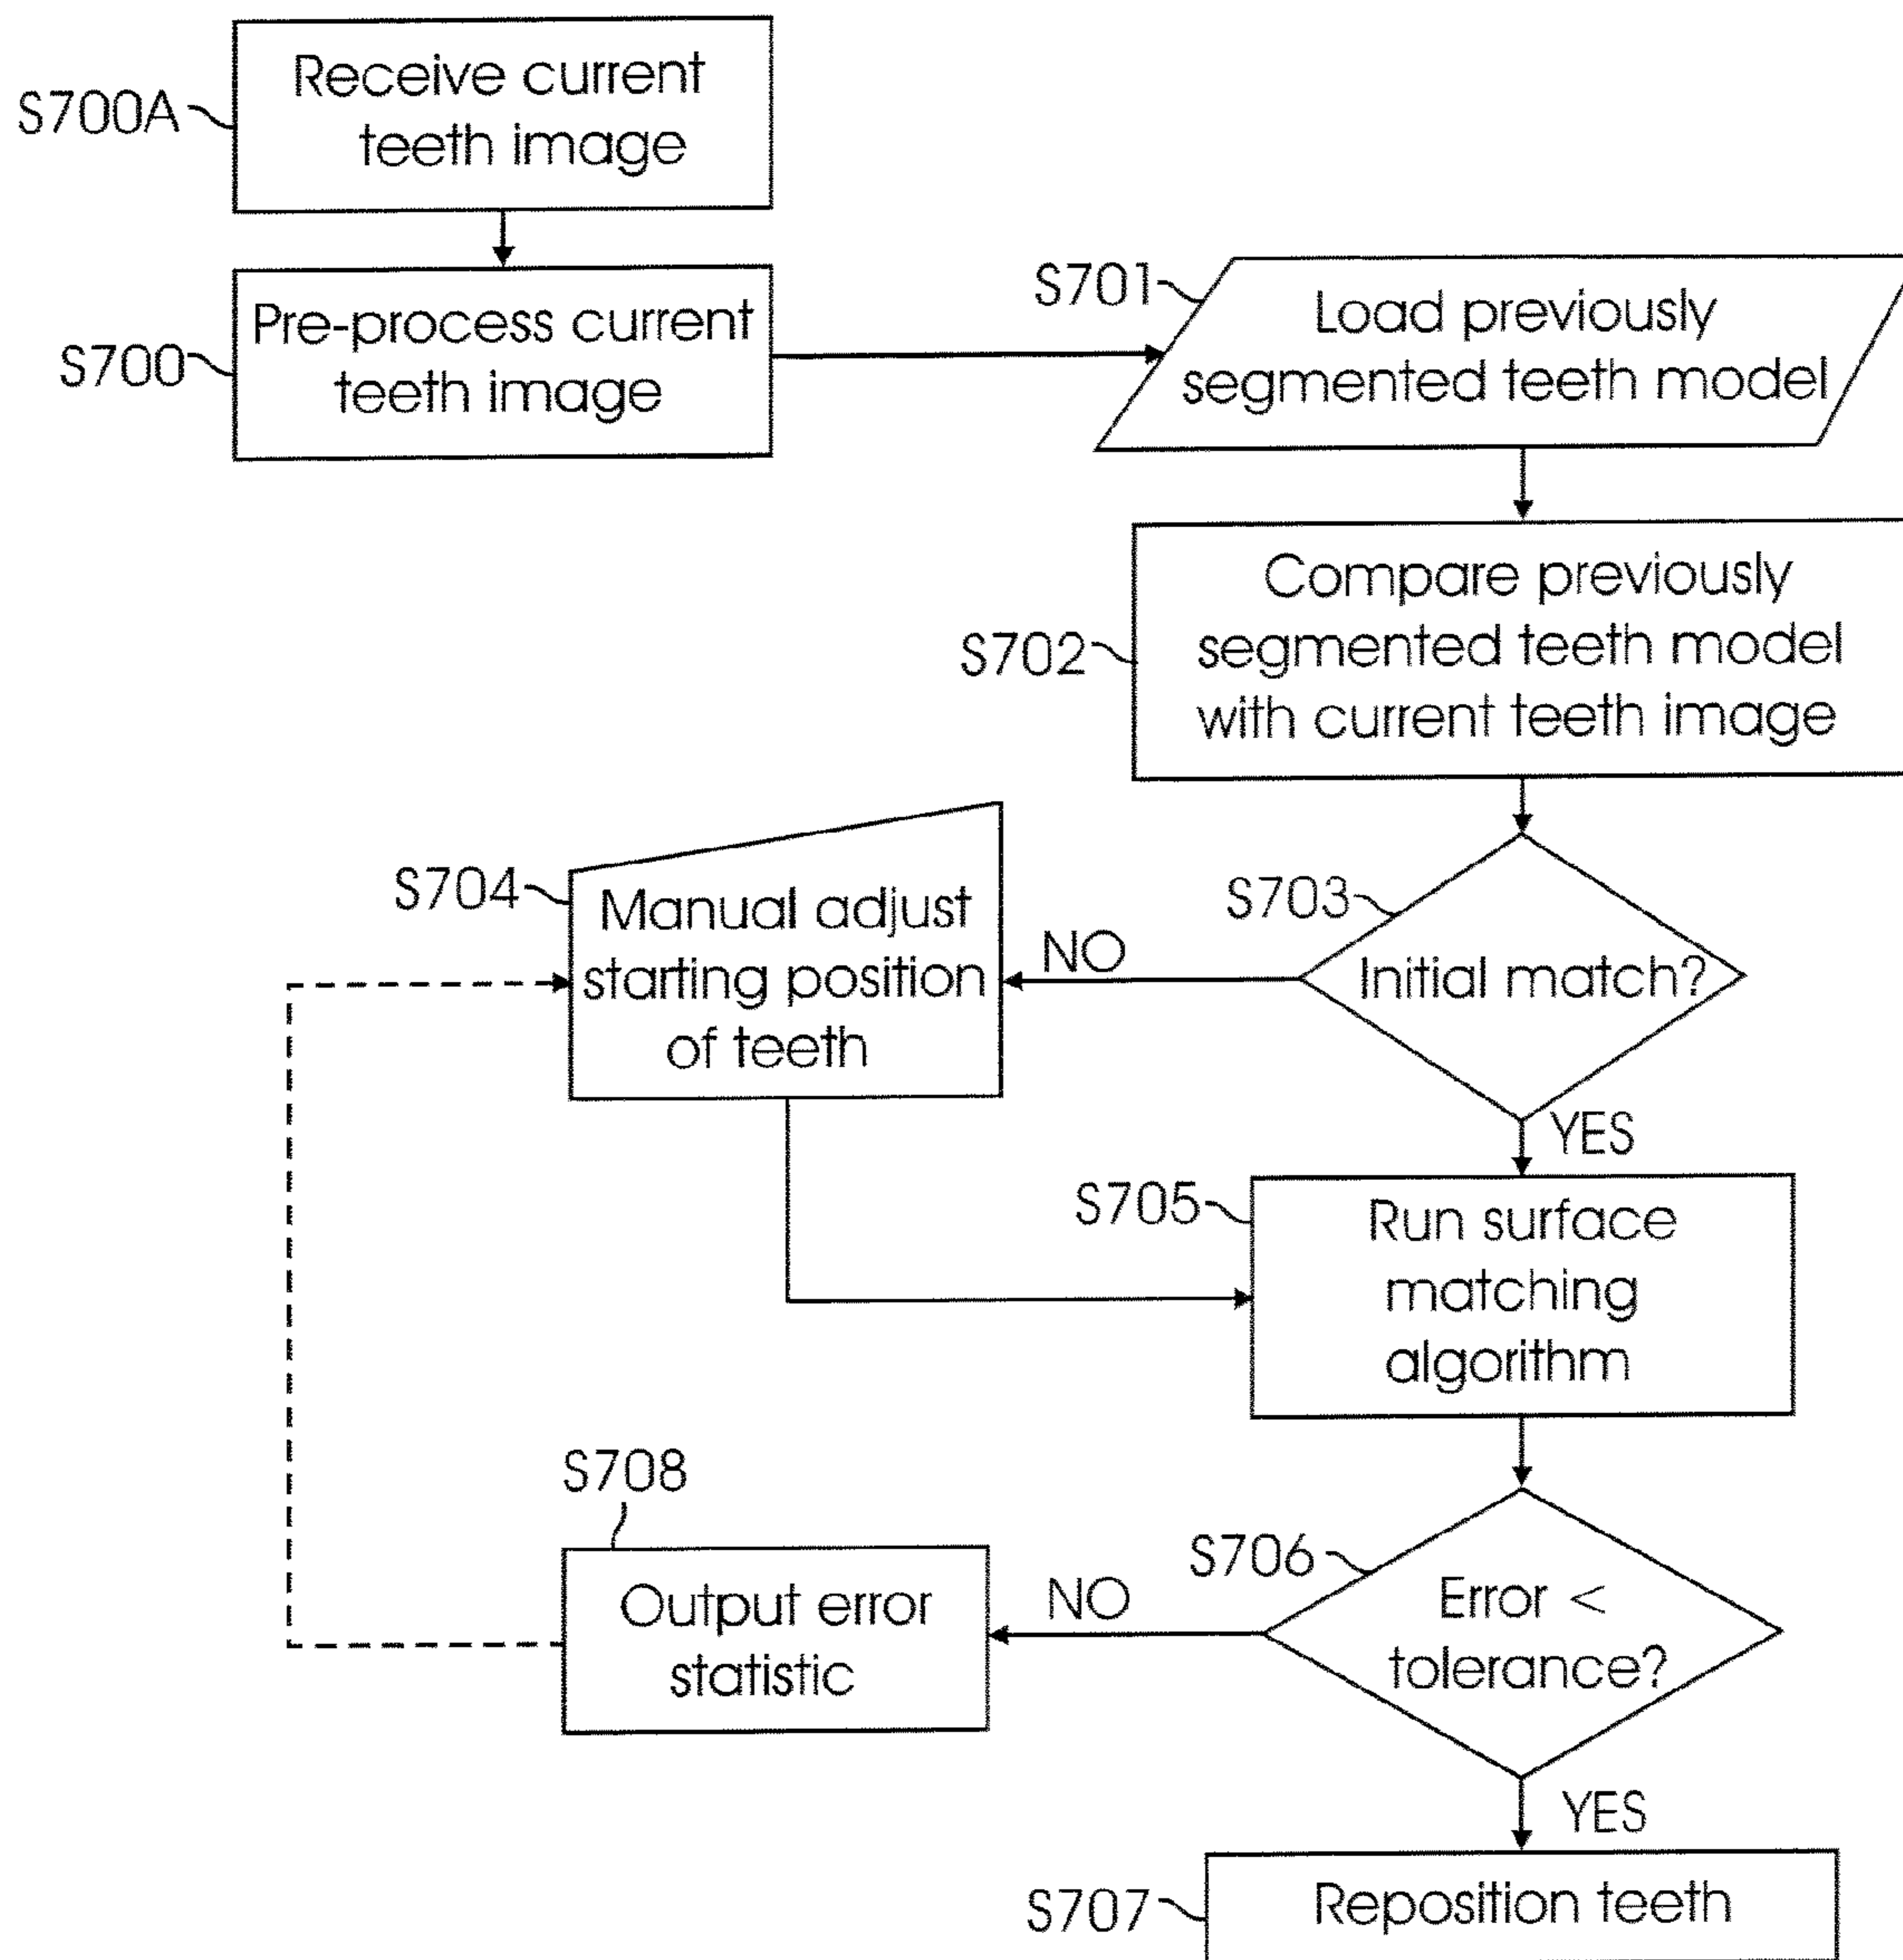 S700A
Receive current
teeth image
S700
Pre-process current
teeth image
S701
Load previously
segmented teeth model
S702
Compare previously
segmented teeth model
with current teeth image
S703
Initial match?
NO
YES
S704
Manual adjust
starting position
of teeth
S705
Run surface
matching
algorithm
S706
Error <
tolerance?
NO
YES
S708
Output error
statistic
S707
Reposition teeth